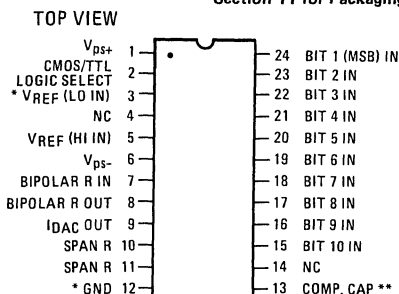 Section 11 for Packaging
TOP VIEW
Vps+ 1 24 BIT 1 (MSB) IN
CMOS/TTL
LOGIC SELECT 2 23 BIT 2 IN
* VREF (LO IN) 3 22 BIT 3 IN
NC 4 21 BIT 4 IN
VREF (HI IN) 5 20 BIT 5 IN
Vps- 6 19 BIT 6 IN
BIPOLAR R IN 7 18 BIT 7 IN
BIPOLAR R OUT 8 17 BIT 8 IN
IDAC OUT 9 16 BIT 9 IN
SPAN R 10 15 BIT 10 IN
SPAN R 11 14 NC
* GND 12 13 COMP. CAP **